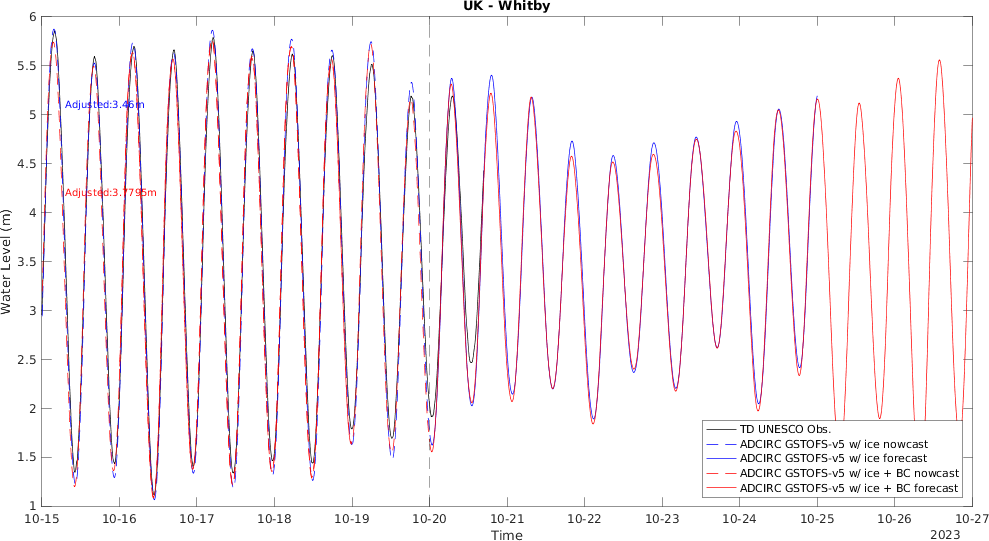 UK - Whitby
6
5.5
5
4.5
4
3.5
3
2.5
2
1.5
1
Water Level (m)
Adjusted:3.46m
Adjusted:3.7795m
TD UNESCO Obs.
ADCIRC GSTOFS-v5 w/ ice nowcast
ADCIRC GSTOFS-v5 w/ ice forecast
ADCIRC GSTOFS-v5 w/ ice + BC nowcast
ADCIRC GSTOFS-v5 w/ ice + BC forecast
10-15 10-16 10-17 10-18 10-19 10-20 10-21 10-22 10-23 10-24 10-25 10-26 10-27
Time
2023